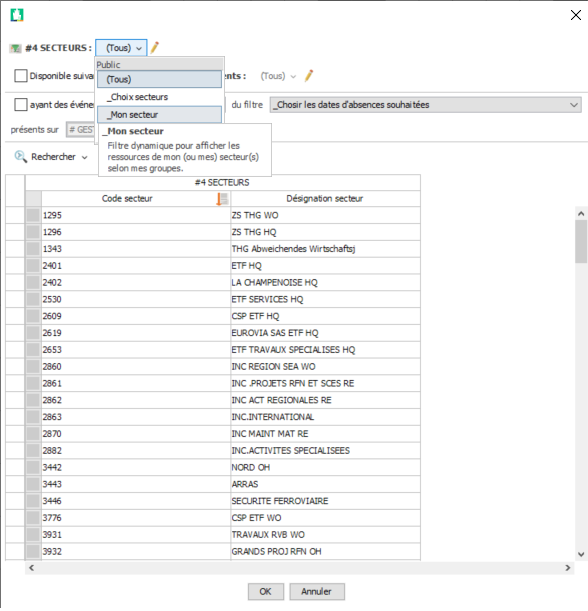 #4 SECTEURS : (Tous)
Public
(Tous)
_Choix secteurs
_Mon secteur
Disponible suiva
ents : (Tous)
ayant des événe
du filtre _Chosir les dates d'absences souhaitées
présents sur # GES
_Mon secteur
Filtre dynamique pour afficher les
ressources de mon (ou mes) secteur(s)
selon mes groupes.
Rechercher
#4 SECTEURS
Code secteur Désignation secteur
1295 ZS THG WO
1296 ZS THG HQ
1343 THG Abweichendes Wirtschaftsj
2401 ETF HQ
2402 LA CHAMPENOISE HQ
2530 ETF SERVICES HQ
2609 CSP ETF HQ
2619 EUROVIA SAS ETF HQ
2653 ETF TRAVAUX SPECIALISES HQ
2860 INC REGION SEA WO
2861 INC .PROJETS RFN ET SCES RE
2862 INC ACT REGIONALES RE
2863 INC.INTERNATIONAL
2870 INC MAINT MAT RE
2882 INC.ACTIVITES SPECIALISEES
3442 NORD OH
3443 ARRAS
3446 SECURITE FERROVIAIRE
3776 CSP ETF WO
3931 TRAVAUX RVB WO
3932 GRANDS PROJ RFN OH
OK Annuler